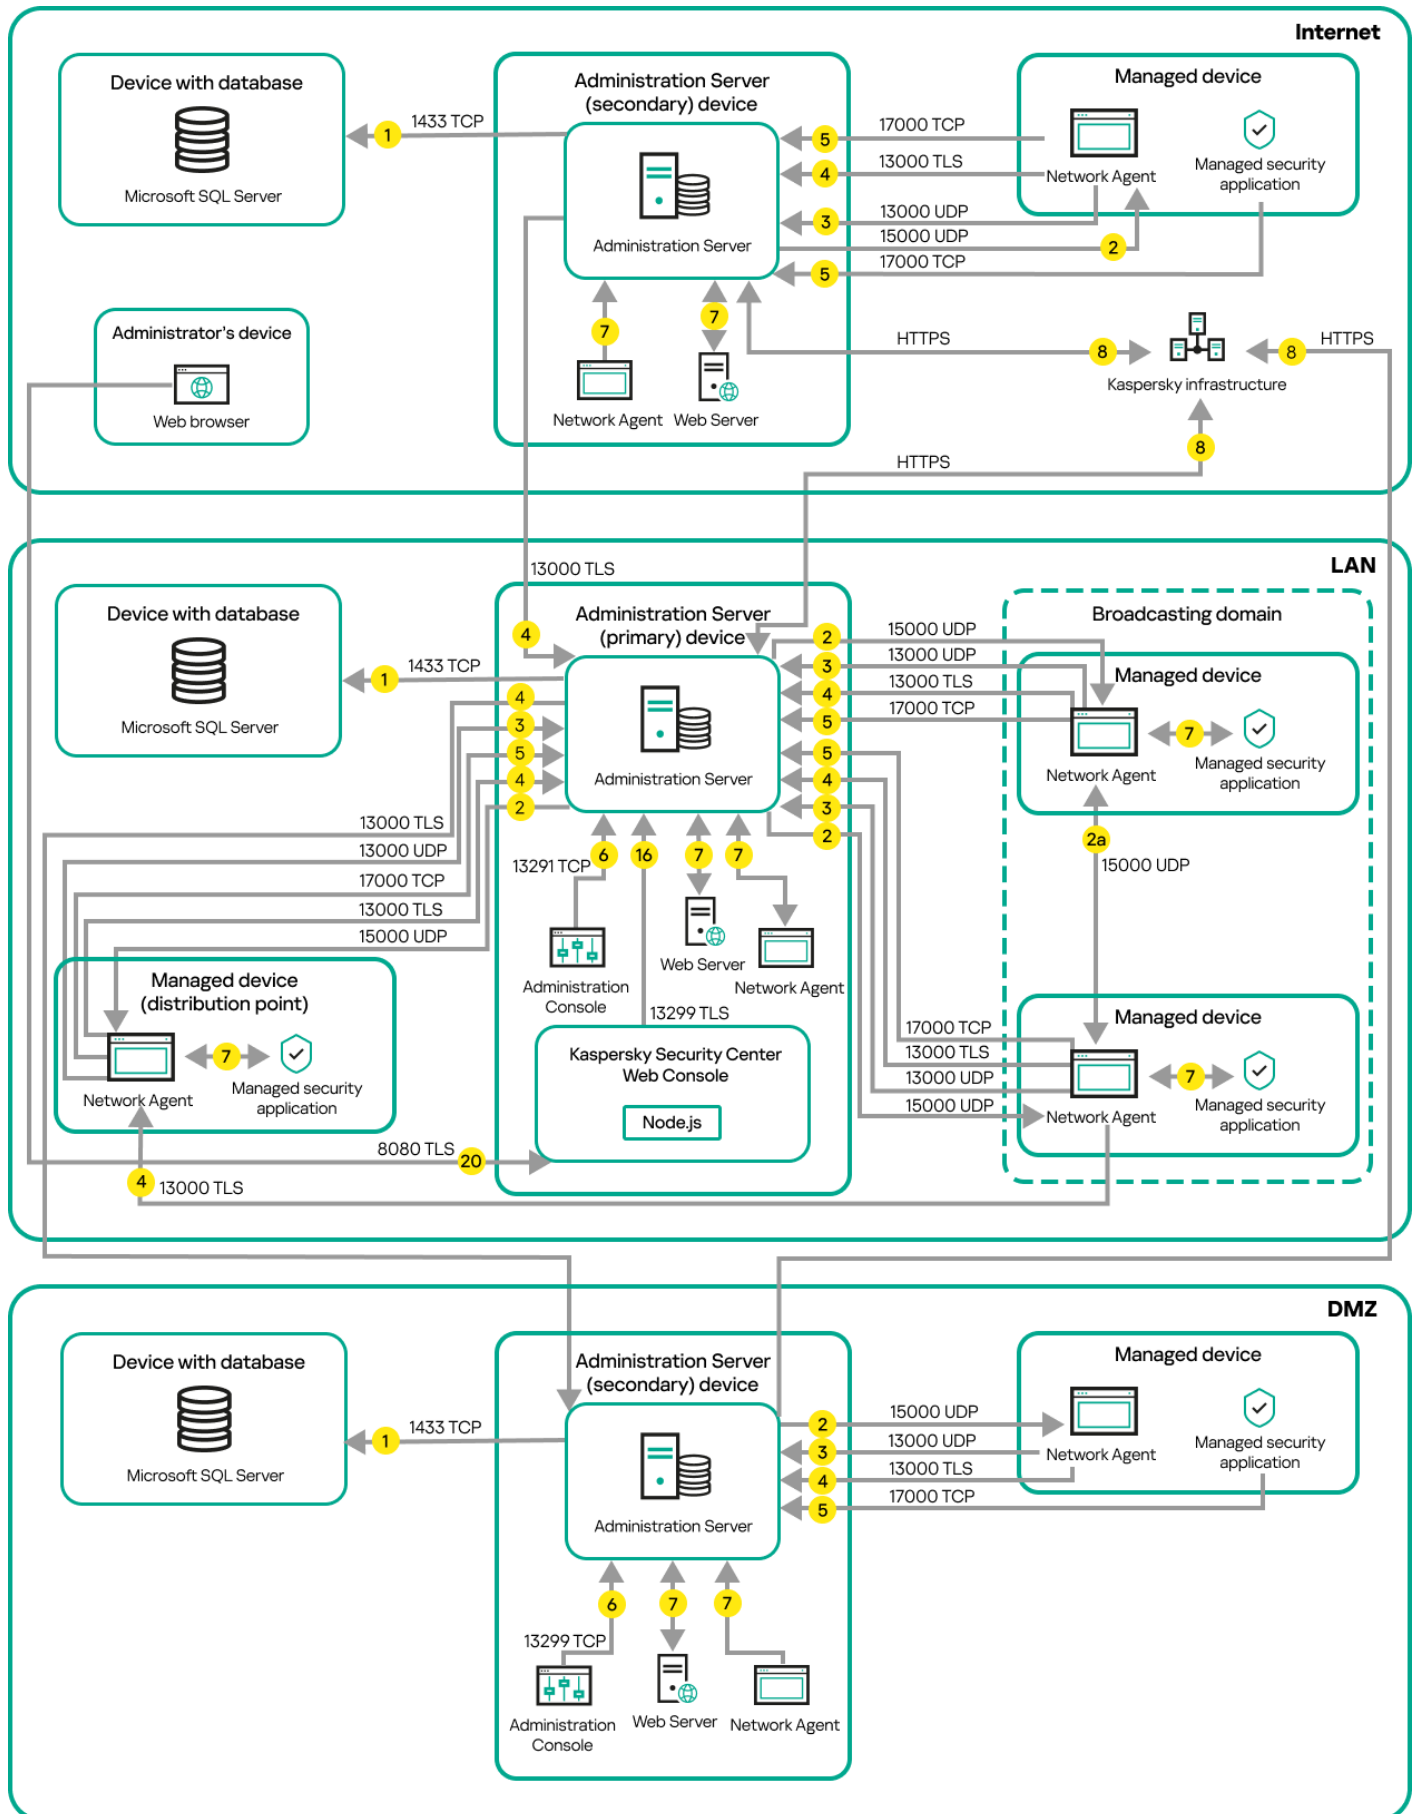 Internet
Device with database
Microsoft SQL Server
1
1433 TCP
Administration Server
(secondary) device
Administration Server
5
17000 TCP
4
13000 TLS
3
13000 UDP
15000 UDP
2
5
17000 TCP
Managed device
Network Agent
Managed security
application
Administrator's device
Web browser
7
7
Network Agent
Web Server
HTTPS
8
Kaspersky infrastructure
8
HTTPS
8
HTTPS
LAN
13000 TLS
4
Device with database
Microsoft SQL Server
1
1433 TCP
Administration Server
(primary) device
Administration Server
4
3
5
4
2
13000 TLS
13000 UDP
17000 TCP
13000 TLS
15000 UDP
2
15000 UDP
3
13000 UDP
4
13000 TLS
5
17000 TCP
5
4
3
2
Broadcasting domain
Managed device
Network Agent
7
Managed security
application
2a
15000 UDP
6
16
7
7
13291 TCP
Administration
Console
Web Server
Network Agent
13299 TLS
Kaspersky Security Center
Web Console
Node.js
Managed device
(distribution point)
Network Agent
7
Managed security
application
17000 TCP
13000 TLS
13000 UDP
15000 UDP
Managed device
Network Agent
7
Managed security
application
8080 TLS
20
4
13000 TLS
DMZ
Device with database
Microsoft SQL Server
1
1433 TCP
Administration Server
(secondary) device
Administration Server
2
15000 UDP
3
13000 UDP
4
13000 TLS
5
17000 TCP
Managed device
Network Agent
Managed security
application
6
7
7
13299 TCP
Administration
Console
Web Server
Network Agent